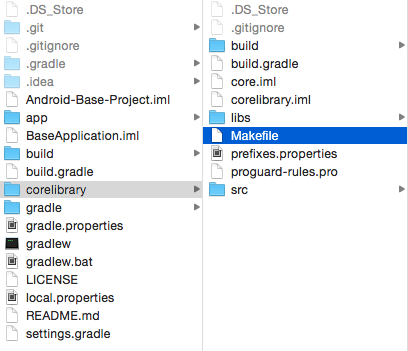 .DS_Store
.git
.gitignore
.gradle
.idea
Android-Base-Project.iml
app
BaseApplication.iml
build
build.gradle
corelibrary
gradle
gradle.properties
gradlew
gradlew.bat
LICENSE
local.properties
README.md
settings.gradle
.DS_Store
.gitignore
build
build.gradle
core.iml
corelibrary.iml
libs
Makefile
prefixes.properties
proguard-rules.pro
src